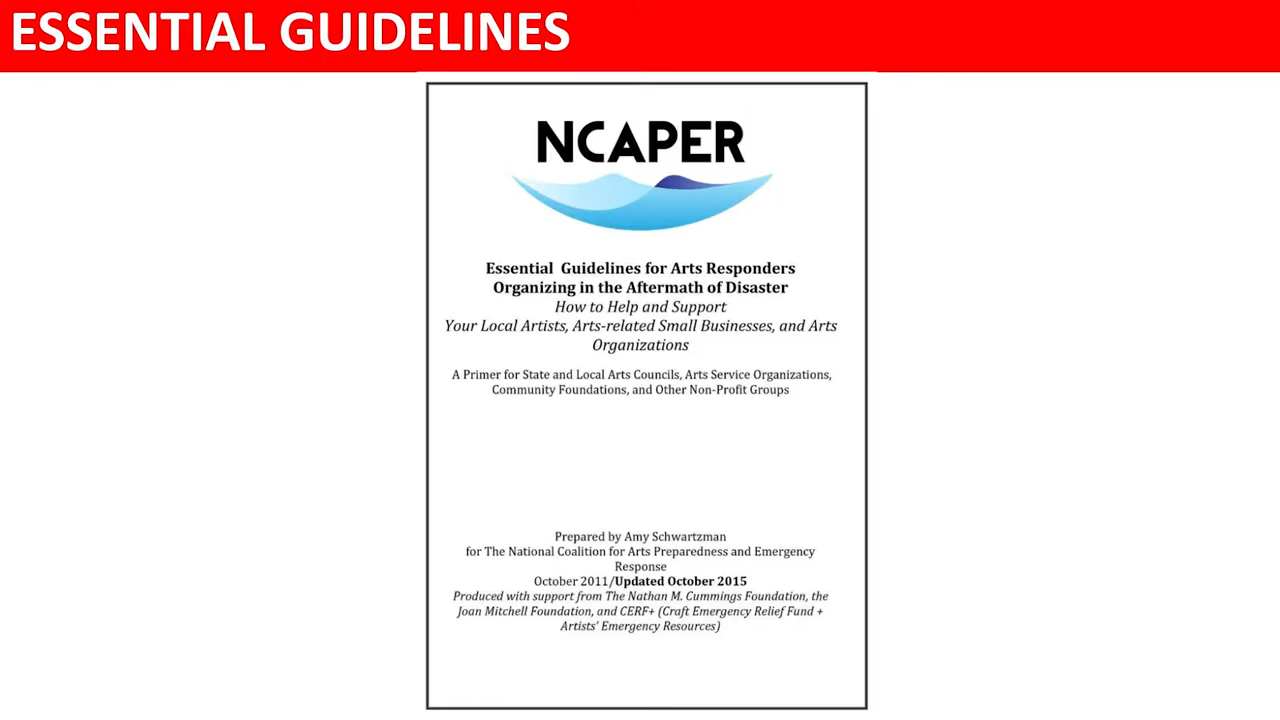 ESSENTIAL GUIDELINES
NCAPER
Essential Guidelines for Arts Responders
Organizing in the Aftermath of Disaster
How to Help and Support
Your Local Artists, Arts-related Small Businesses, and Arts
Organizations
A Primer for State and Local Arts Councils, Arts Service Organizations,
Community Foundations, and Other Non-Profit Groups
Prepared by Amy Schwartzman
for The National Coalition for Arts Preparedness and Emergency
Response
October 2011/Updated October 2015
Produced with support from The Nathan M. Cummings Foundation, the
Joan Mitchell Foundation, and CERF+ (Craft Emergency Relief Fund +
Artists' Emergency Resources)